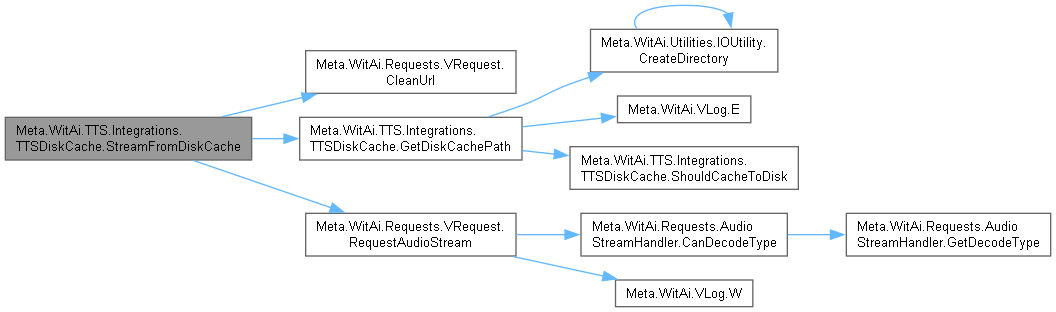 Meta.WitAi.TTS.Integrations.
TTSDiskCache.StreamFromDiskCache
Meta.WitAi.Requests.VRequest.
CleanUrl
Meta.WitAi.TTS.Integrations.
TTSDiskCache.GetDiskCachePath
Meta.WitAi.Requests.VRequest.
RequestAudioStream
Meta.WitAi.Utilities.IOUtility.
CreateDirectory
Meta.WitAi.VLog.E
Meta.WitAi.TTS.Integrations.
TTSDiskCache.ShouldCacheToDisk
Meta.WitAi.Requests.Audio
StreamHandler.CanDecodeType
Meta.WitAi.VLog.W
Meta.WitAi.Requests.Audio
StreamHandler.GetDecodeType